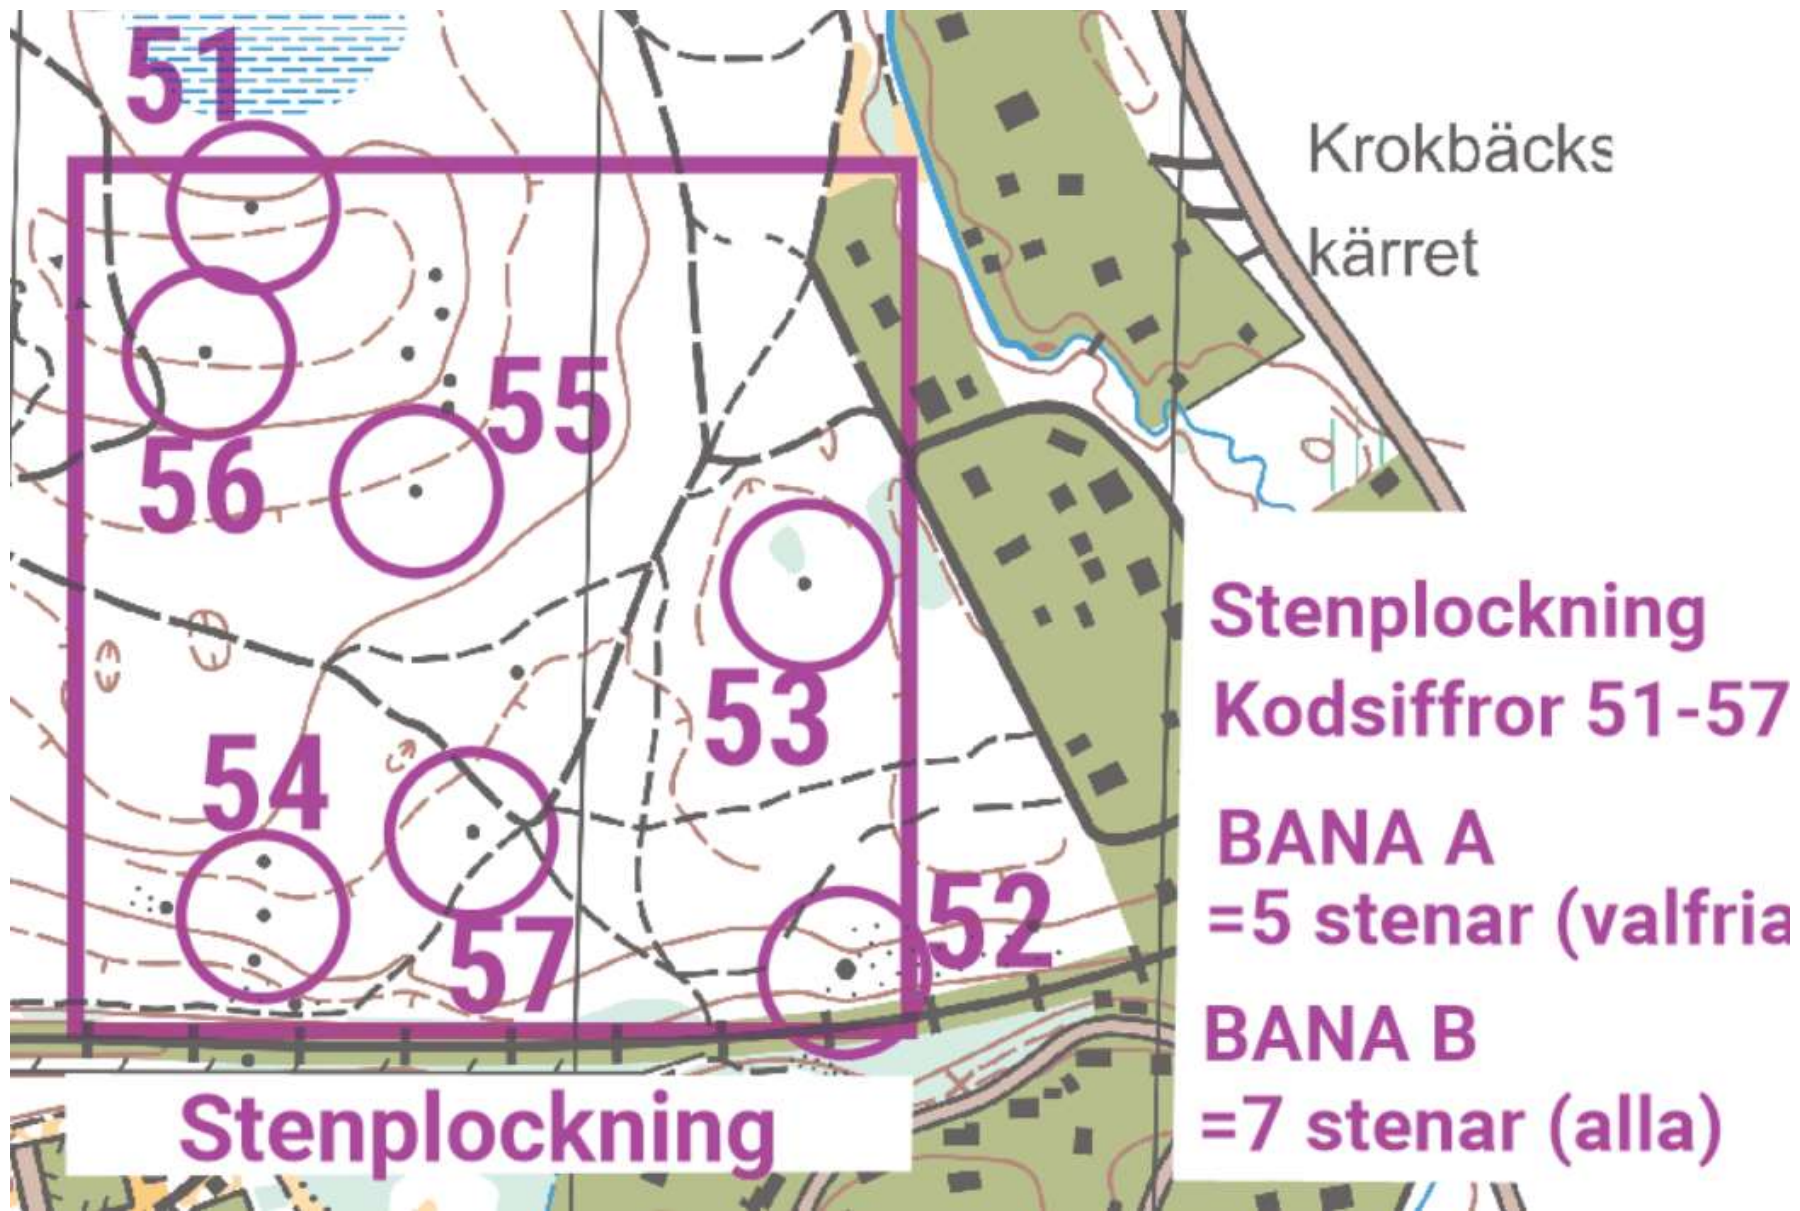 51
Krokbäcks
kärret
55
56
53
54
57
52
Stenplockning
Kodsiffror 51-57
BANA A
=5 stenar (valfria
BANA B
=7 stenar (alla)
Stenplockning